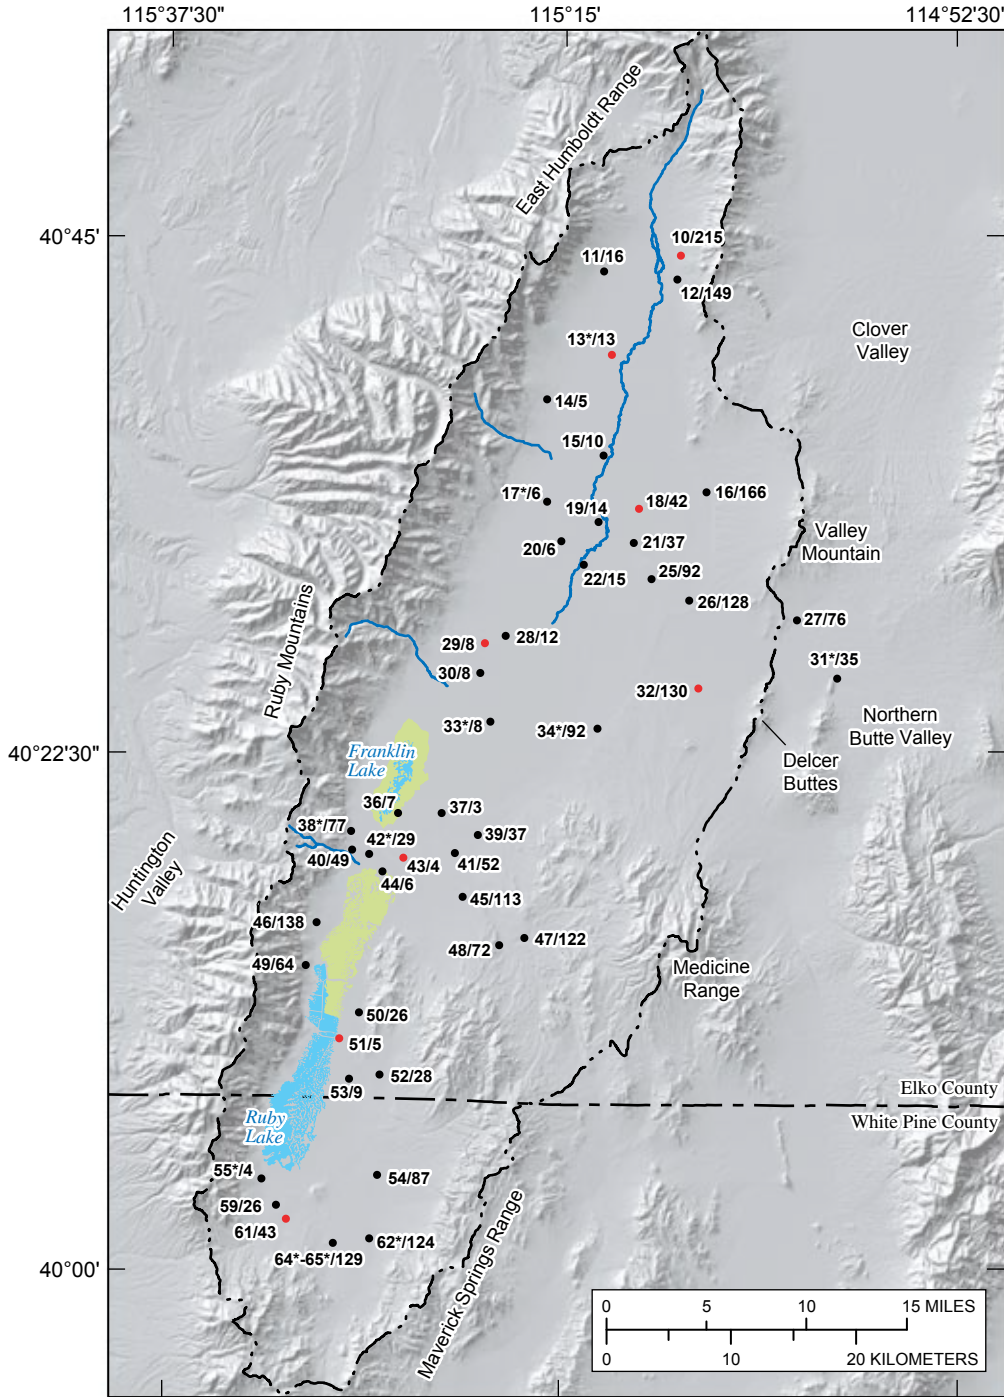 115°37'30"
115°15'
114°52'30"
East Humboldt Range
40°45'
10/215
11/16
12/149
Clover
Valley
13*/13
14/5
15/10
16/166
17*/6
18/42
19/14
Valley
Mountain
20/6
21/37
22/15
25/92
26/128
27/76
Ruby Mountains
28/12
29/8
30/8
31*/35
32/130
Northern
Butte Valley
33*/8
34*/92
40°22'30"
Franklin
Lake
Delcer
Buttes
36/7
37/3
38*/77
39/37
42*/29
40/49
43/4
41/52
44/6
Huntington
Valley
45/113
46/138
47/122
48/72
49/64
Medicine
Range
50/26
51/5
52/28
53/9
Elko County
White Pine County
Ruby
Lake
55*/4
54/87
59/26
61/43
62*/124
64*-65*/129
40°00'
Maverick Springs Range
0 5 10 15 MILES
0 10 20 KILOMETERS